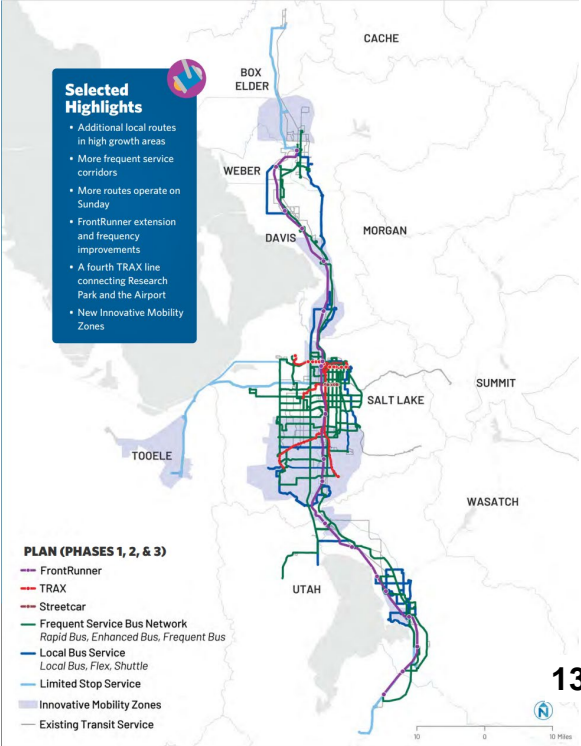 CACHE
BOX
ELDER
Selected
Highlights
• Additional local routes
in high growth areas
• More frequent service
corridors
• More routes operate on
Sunday
• FrontRunner extension
and frequency
improvements
• A fourth TRAX line
connecting Research
Park and the Airport
• New Innovative Mobility
Zones
WEBER
DAVIS
MORGAN
SALT LAKE
SUMMIT
TOOELE
WASATCH
UTAH
PLAN (PHASES 1, 2, & 3)
FrontRunner
TRAX
Streetcar
Frequent Service Bus Network
Rapid Bus, Enhanced Bus, Frequent Bus
Local Bus Service
Local Bus, Flex, Shuttle
Limited Stop Service
Innovative Mobility Zones
Existing Transit Service
13
N
10 0 10 Miles